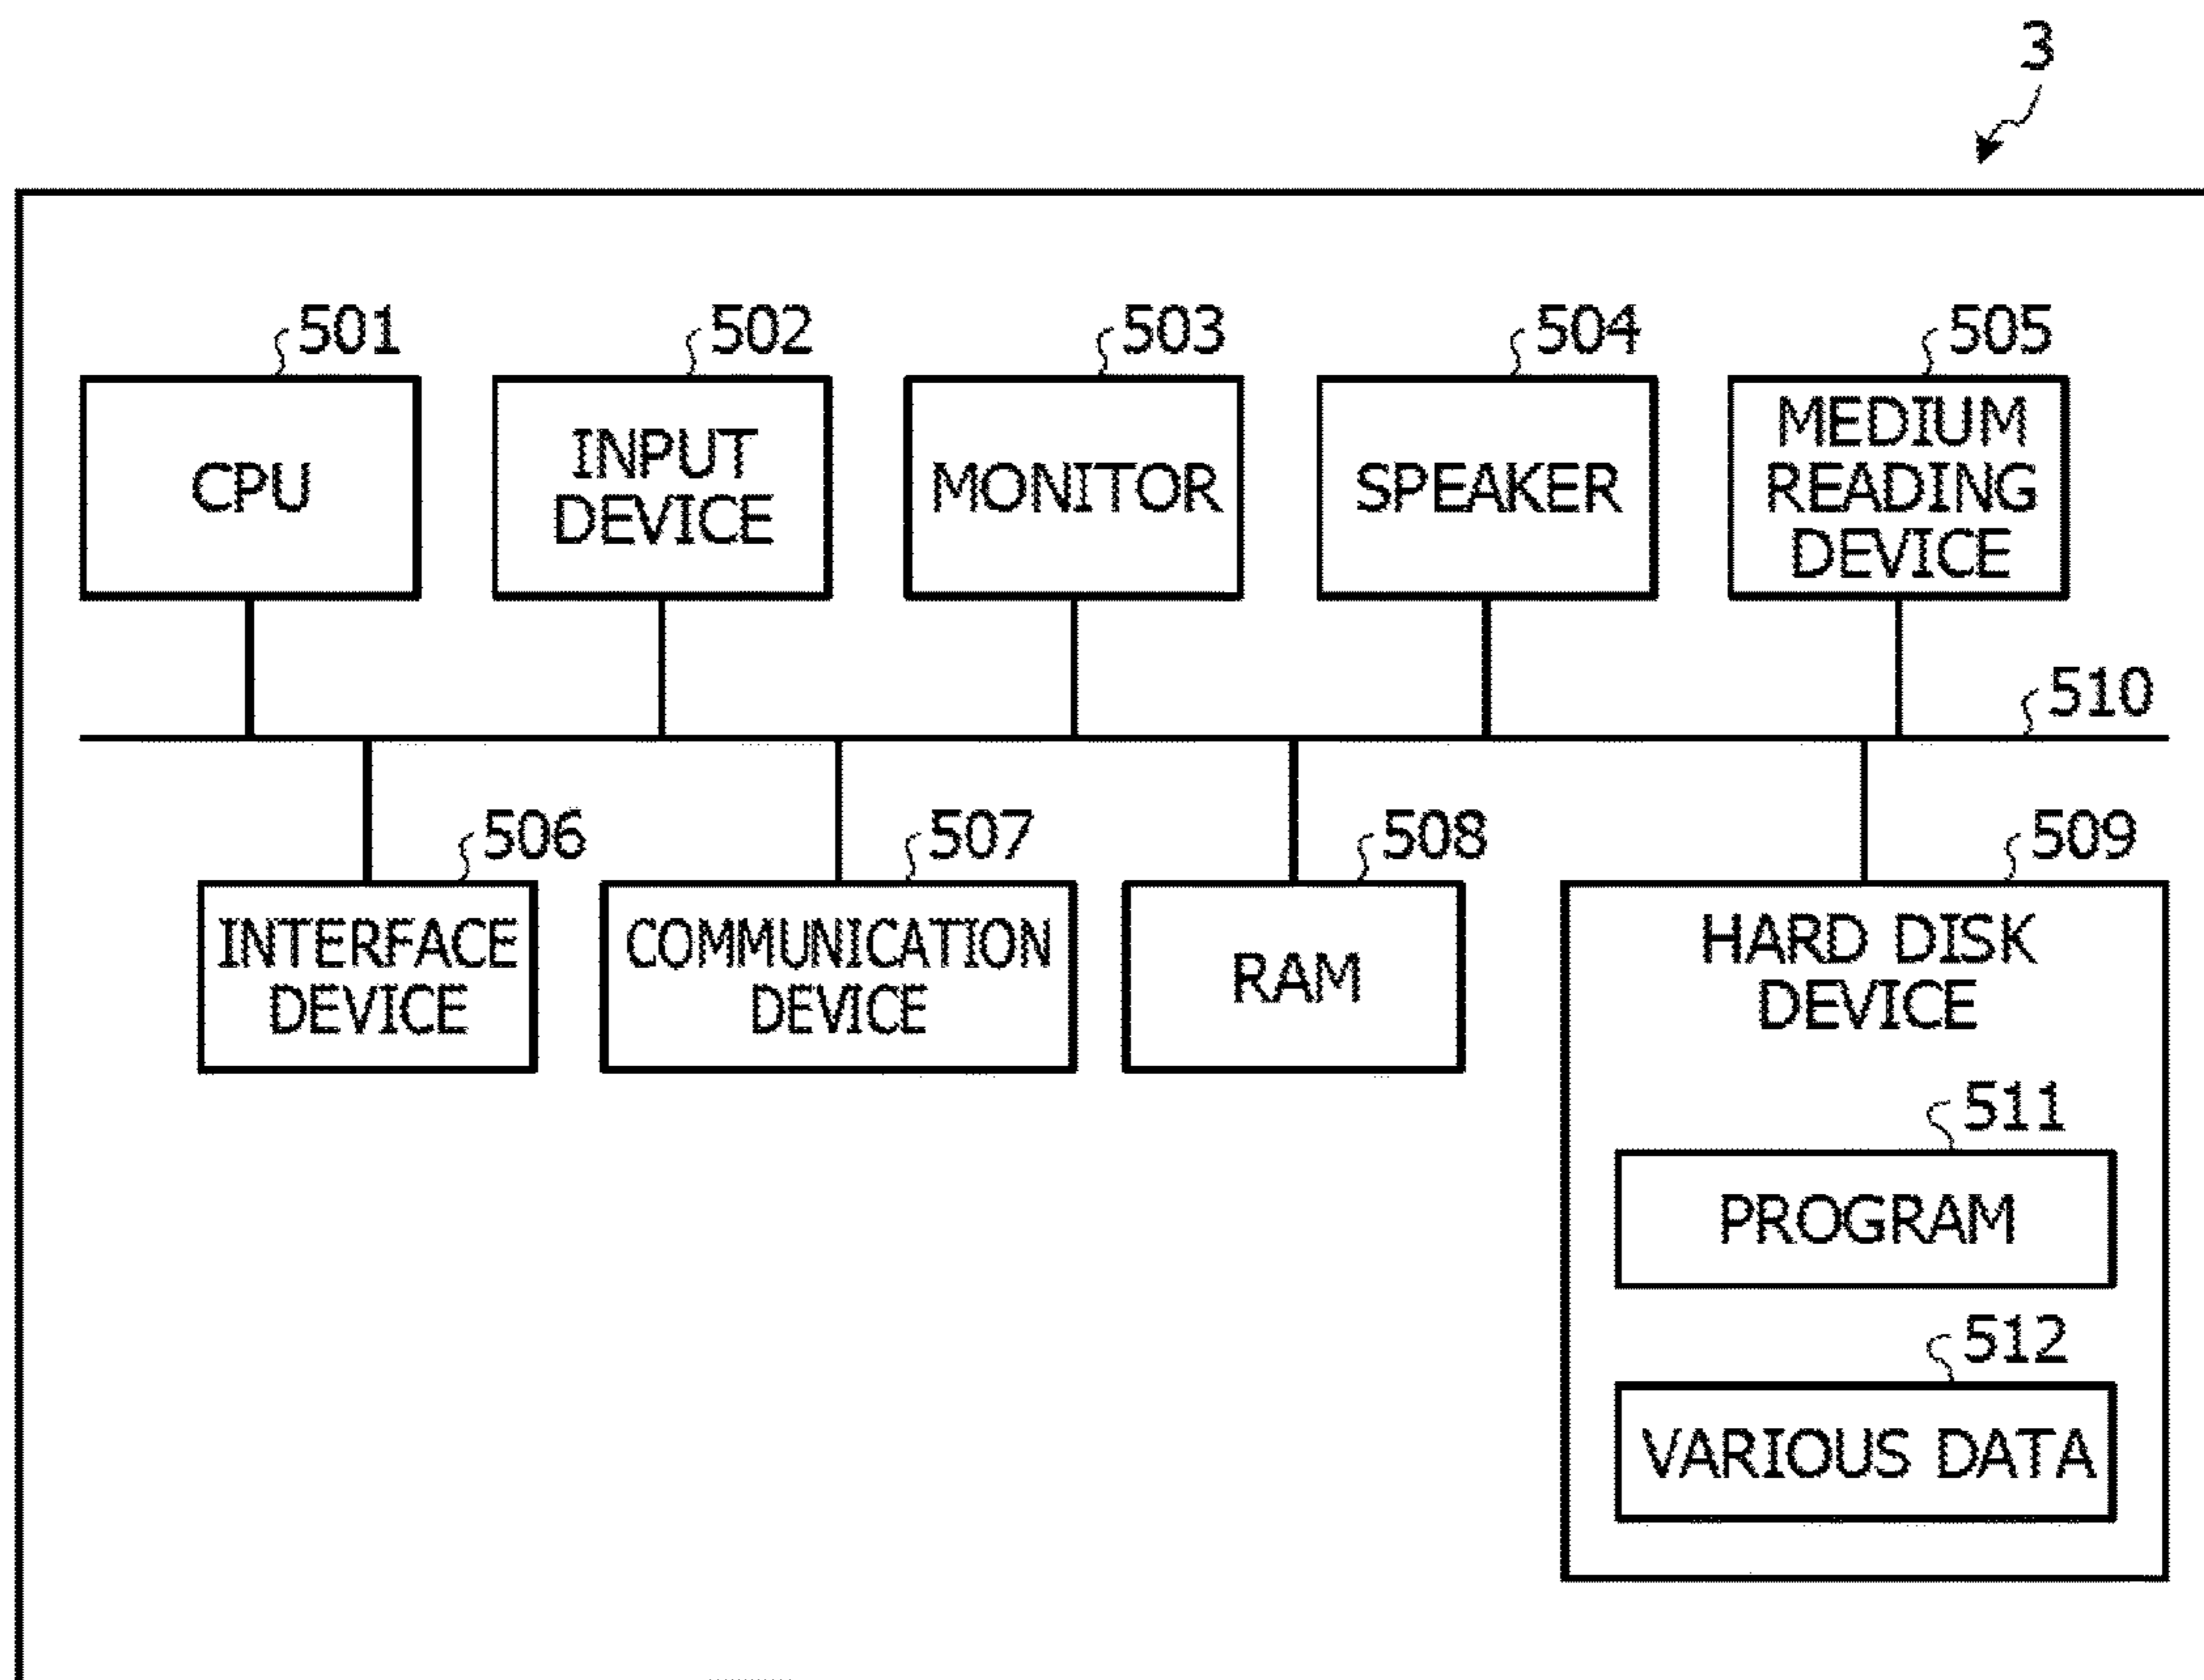 3
501
502
503
504
505
CPU
INPUT
DEVICE
MONITOR
SPEAKER
MEDIUM
READING
DEVICE
510
506
507
508
509
INTERFACE
DEVICE
COMMUNICATION
DEVICE
RAM
HARD DISK
DEVICE
511
PROGRAM
512
VARIOUS DATA